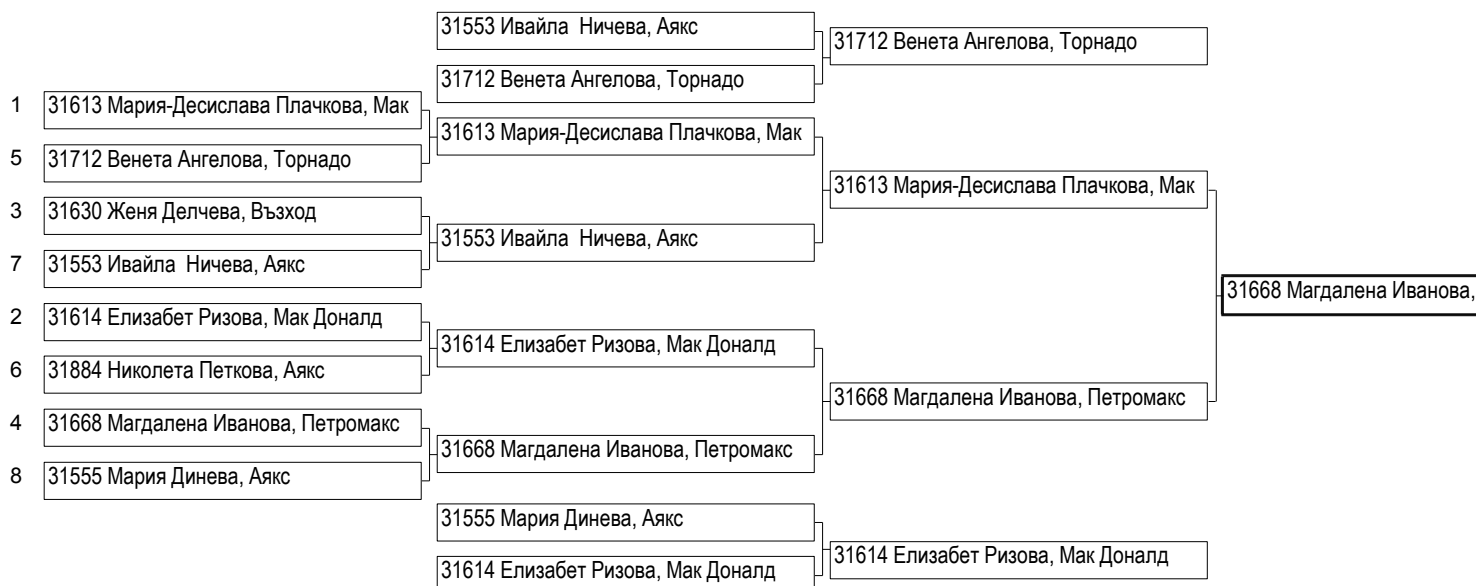 31553 Ивайла  Ничева, Аякс
31712 Венета Ангелова, Торнадо
31712 Венета Ангелова, Торнадо
1 31613 Мария-Десислава Плачкова, Мак
31613 Мария-Десислава Плачкова, Мак
5 31712 Венета Ангелова, Торнадо
31613 Мария-Десислава Плачкова, Мак
3 31630 Женя Делчева, Възход
31553 Ивайла  Ничева, Аякс
7 31553 Ивайла  Ничева, Аякс
31668 Магдалена Иванова,
2 31614 Елизабет Ризова, Мак Доналд
31614 Елизабет Ризова, Мак Доналд
6 31884 Николета Петкова, Аякс
31668 Магдалена Иванова, Петромакс
4 31668 Магдалена Иванова, Петромакс
31668 Магдалена Иванова, Петромакс
8 31555 Мария Динева, Аякс
31555 Мария Динева, Аякс
31614 Елизабет Ризова, Мак Доналд
31614 Елизабет Ризова, Мак Доналд